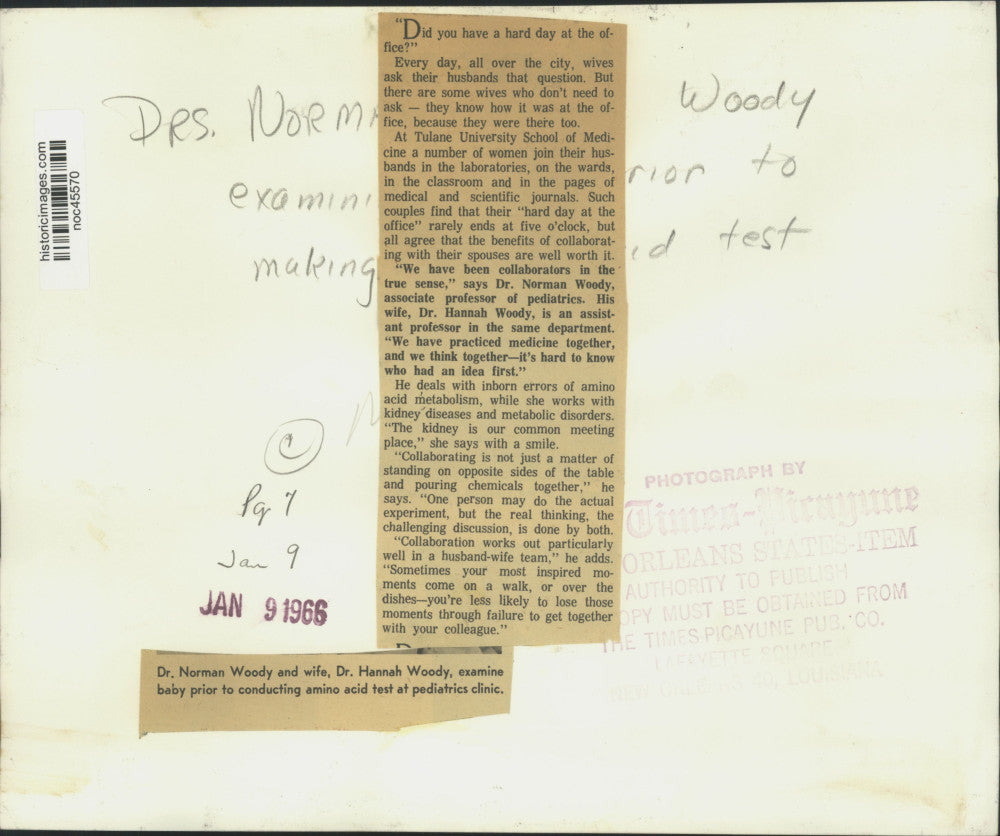 "Did you have a hard day at the of-
fice?"
Every day, all over the city, wives
ask their husbands that question. But
there are some wives who don't need to
ask — they know how it was at the of-
fice, because they were there too.
At Tulane University School of Medi-
cine a number of women join their hus-
bands in the laboratories, on the wards,
in the classroom and in the pages of
medical and scientific journals. Such
couples find that their "hard day at the
office" rarely ends at five o'clock, but
all agree that the benefits of collaborat-
ing with their spouses are well worth it.
"We have been collaborators in the
true sense," says Dr. Norman Woody,
associate professor of pediatrics. His
wife, Dr. Hannah Woody, is an assist-
ant professor in the same department.
"We have practiced medicine together,
and we think together—it's hard to know
who had an idea first."
He deals with inborn errors of amino
acid metabolism, while she works with
kidney diseases and metabolic disorders.
"The kidney is our common meeting
place," she says with a smile.
"Collaborating is not just a matter of
standing on opposite sides of the table
and pouring chemicals together," he
says. "One person may do the actual
experiment, but the real thinking, the
challenging discussion, is done by both.
"Collaboration works out particularly
well in a husband-wife team," he adds.
"Sometimes your most inspired mo-
ments come on a walk, or over the
dishes—you're less likely to lose those
moments through failure to get together
with your colleague."
Dr. Norman Woody and wife, Dr. Hannah Woody, examine
baby prior to conducting amino acid test at pediatrics clinic.
Drs. Norma Woody
examini rior to
making id test
historicimages.com
noc45570
Pg 7
Jan 9
JAN 9 1966
PHOTOGRAPH BY
Times-Picayune
ORLEANS STATES-ITEM
AUTHORITY TO PUBLISH
OPY MUST BE OBTAINED FROM
THE TIMES PICAYUNE PUB. CO.
LAFAYETTE SQUARE
NEW ORLEANS 40, LOUISIANA